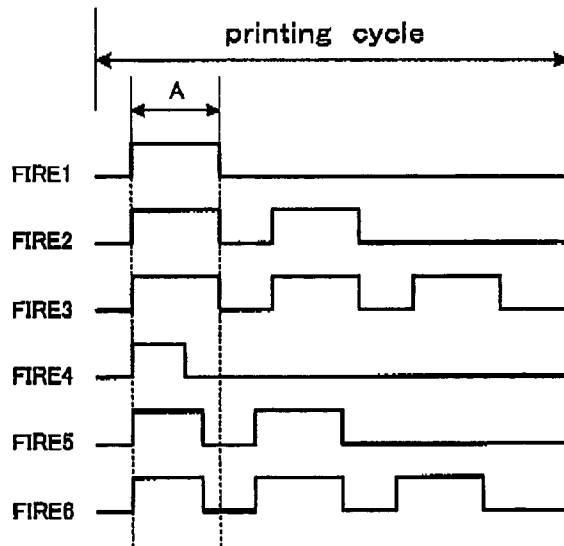 printing cycle
A
FIRE1
FIRE2
FIRE3
FIRE4
FIRE5
FIRE6